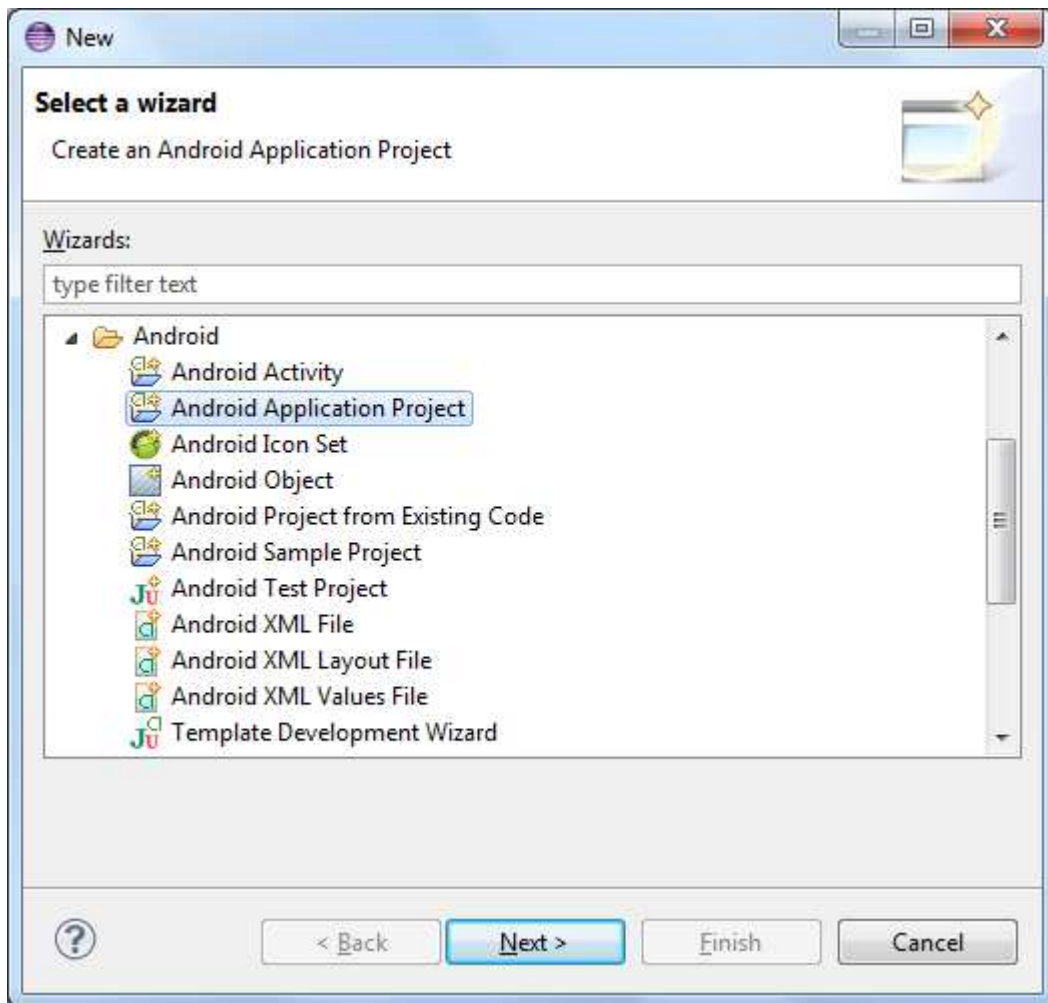 New
Select a wizard
Create an Android Application Project
Wizards:
type filter text
Android
Android Activity
Android Application Project
Android Icon Set
Android Object
Android Project from Existing Code
Android Sample Project
Android Test Project
Android XML File
Android XML Layout File
Android XML Values File
Template Development Wizard
< Back Next > Finish Cancel